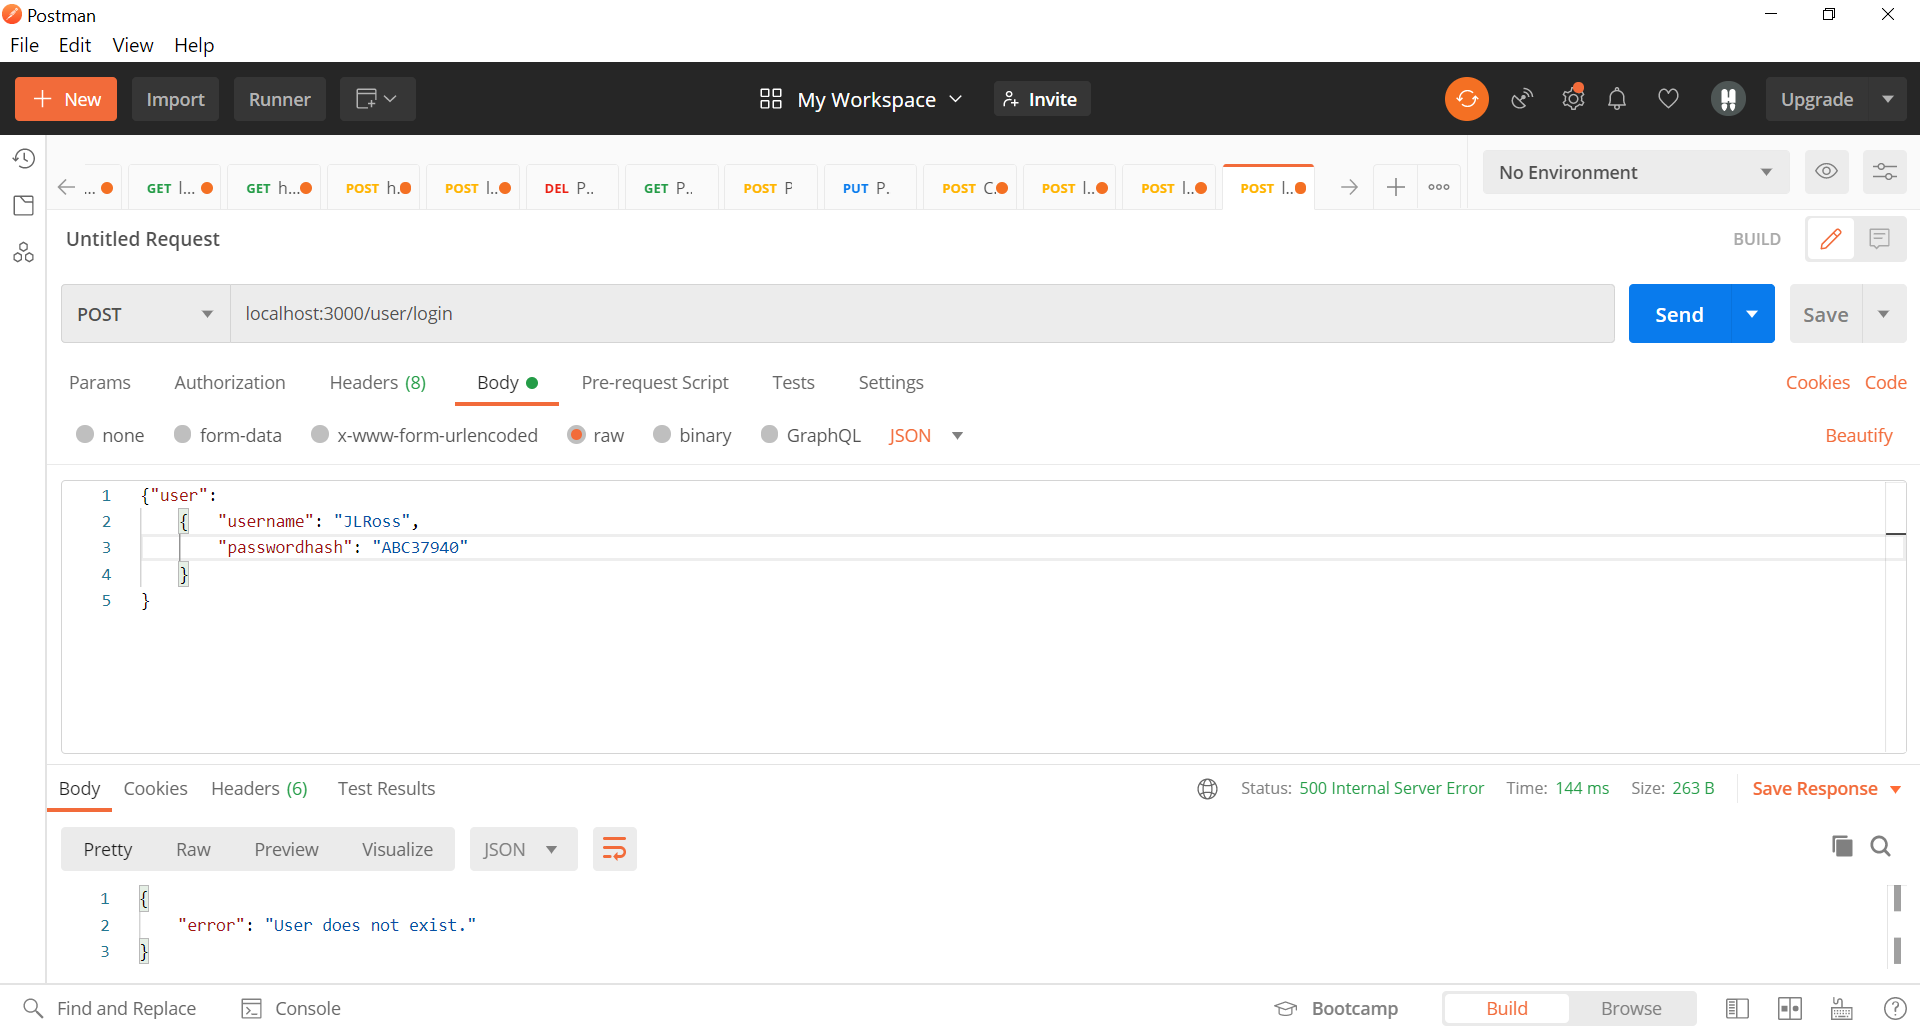 Postman
File Edit View Help
New Import Runner My Workspace Invite Upgrade
... GET l... GET h... POST h. POST l.. DEL P.. GET P.. POST P PUT P. POST C. POST l.. POST l.. POST l.. No Environment
Untitled Request BUILD
POST localhost:3000/user/login Send Save
Params Authorization Headers (8) Body Pre-request Script Tests Settings Cookies Code
none form-data x-www-form-urlencoded raw binary GraphQL JSON Beautify
1 {"user":
2 { "username": "JLRoss",
3 "passwordhash": "ABC37940"
4 }
5 }
Body Cookies Headers (6) Test Results Status: 500 Internal Server Error Time: 144 ms Size: 263 B Save Response
Pretty Raw Preview Visualize JSON
1 {
2 "error": "User does not exist."
3 }
Find and Replace Console Bootcamp Build Browse